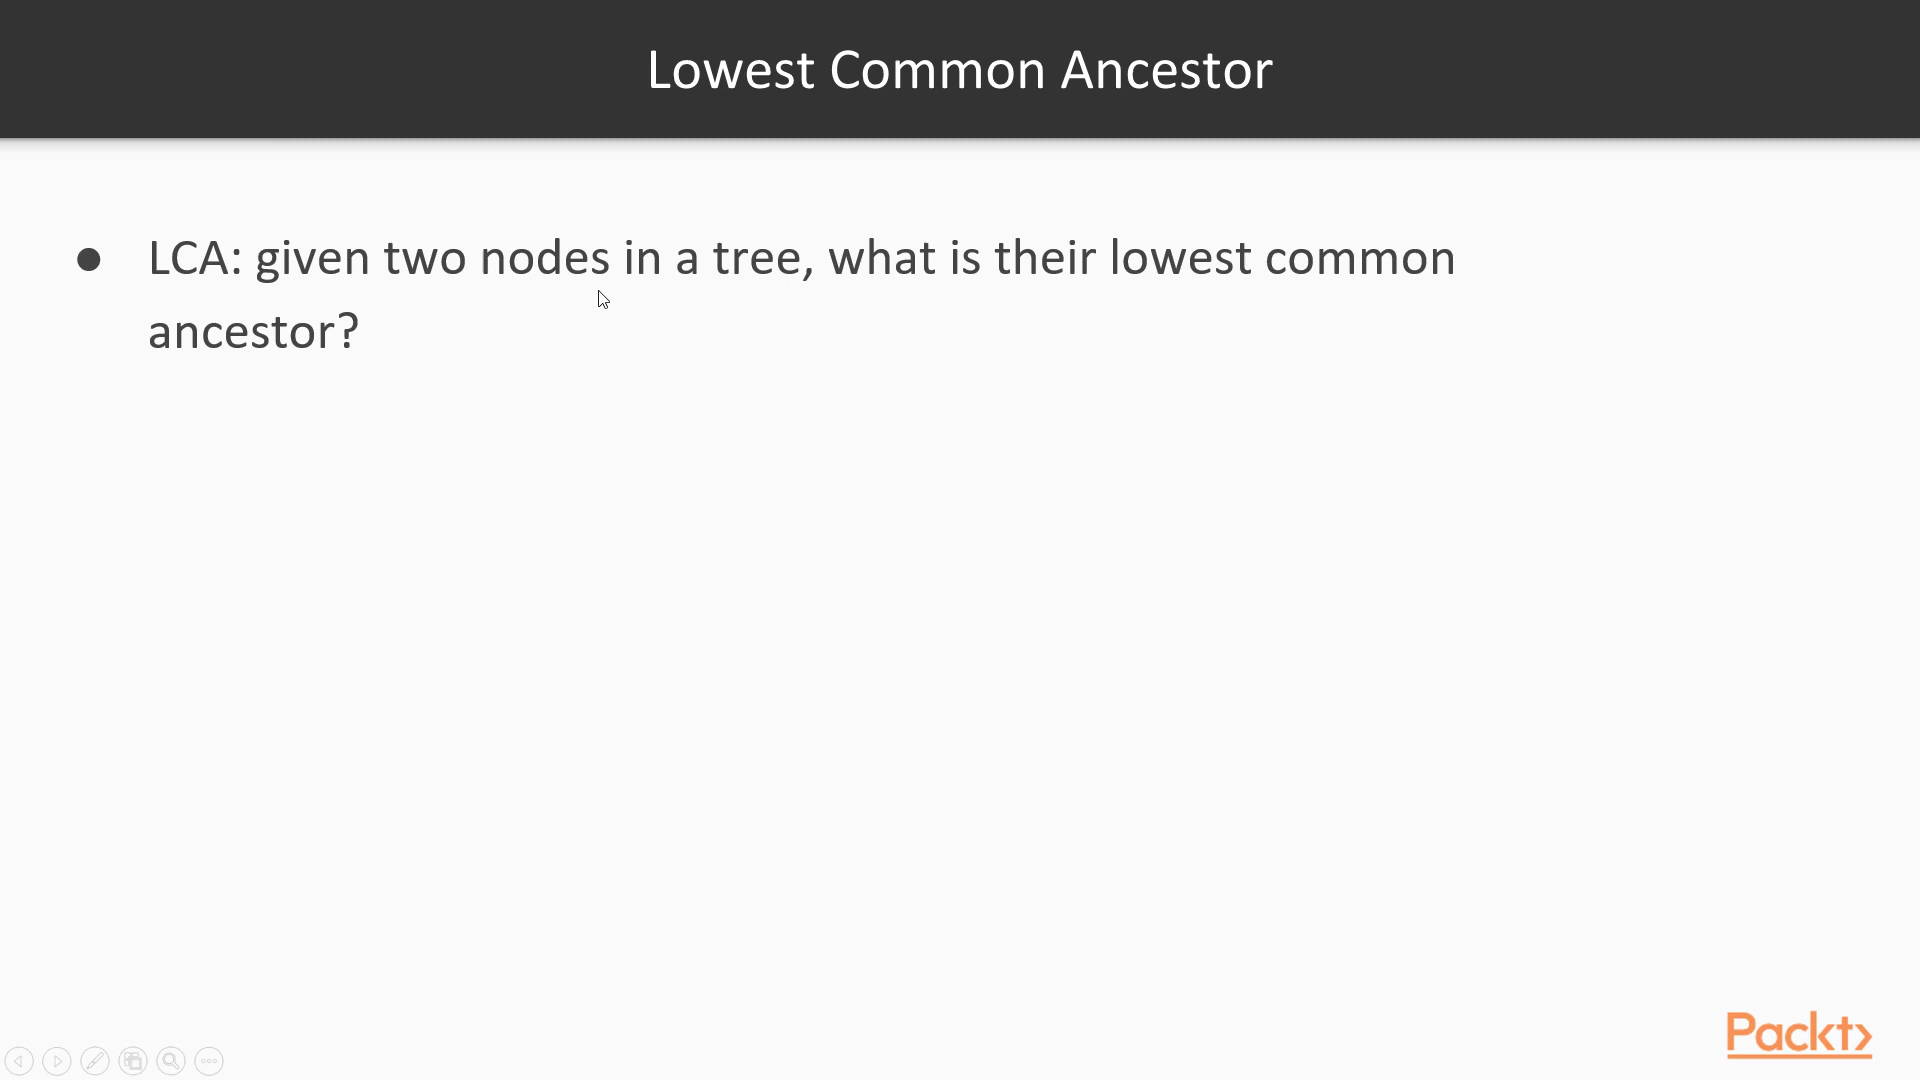 Lowest Common Ancestor
● LCA: given two nodes in a tree, what is their lowest common
ancestor?
Packt>